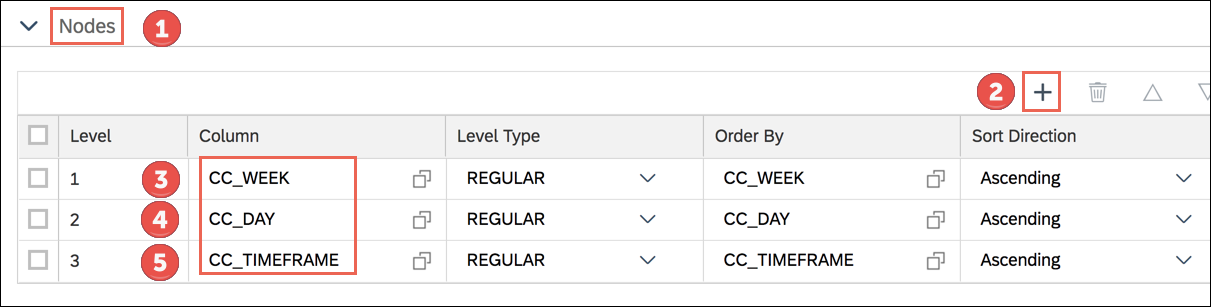 Nodes 1
2 +
Level Column Level Type Order By Sort Direction
1 3 CC_WEEK REGULAR CC_WEEK Ascending
2 4 CC_DAY REGULAR CC_DAY Ascending
3 5 CC_TIMEFRAME REGULAR CC_TIMEFRAME Ascending